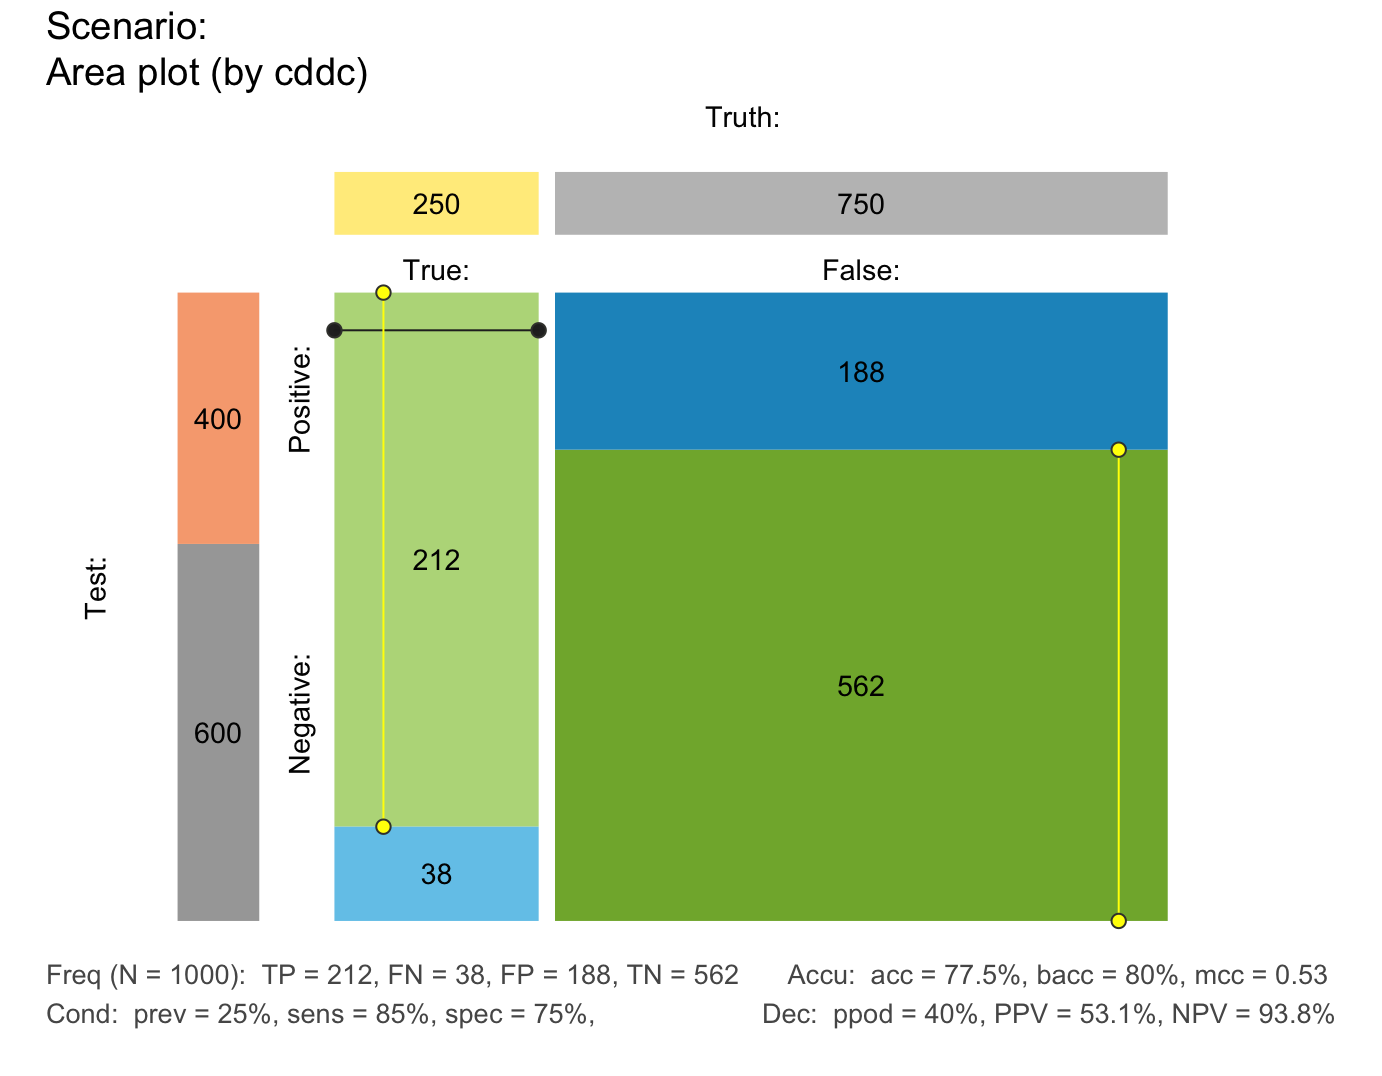 Scenario:
Area plot (by cddc)
Truth:
250
750
True:
False:
Test:
400
600
Positive:
Negative:
212
38
188
562
Freq (N = 1000):  TP = 212, FN = 38, FP = 188, TN = 562
Accu:  acc = 77.5%, bacc = 80%, mcc = 0.53
Cond:  prev = 25%, sens = 85%, spec = 75%,
Dec:  ppod = 40%, PPV = 53.1%, NPV = 93.8%